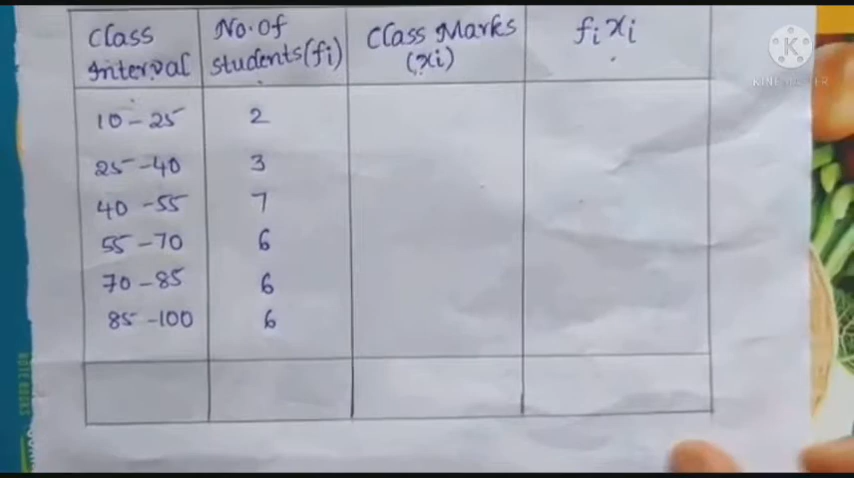 Class Interval | No. of students (fi) | Class Marks (xi) | fixi
10-25 | 2
25-40 | 3
40-55 | 7
55-70 | 6
70-85 | 6
85-100 | 6
K
KINEMASTER